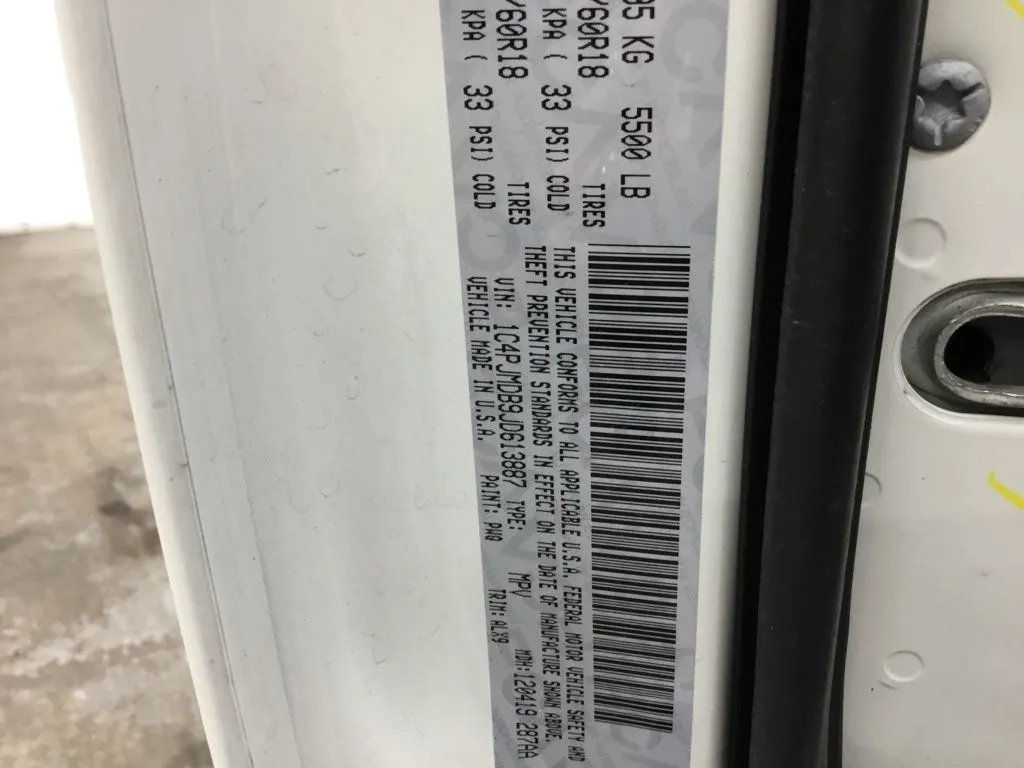 95 KG 5500 LB
/60R18 TIRES
KPA ( 33 PSI) COLD
/60R18 TIRES
KPA ( 33 PSI) COLD
THIS VEHICLE CONFORMS TO ALL APPLICABLE U.S.A. FEDERAL MOTOR VEHICLE SAFETY AND
THEFT PREVENTION STANDARDS IN EFFECT ON THE DATE OF MANUFACTURE SHOWN ABOVE.
VIN: 1C4PJMDB9JD613887 TYPE: MPV MDH:120419 287AA
VEHICLE MADE IN U.S.A. PAINT: PW8 TRIM: ALX9